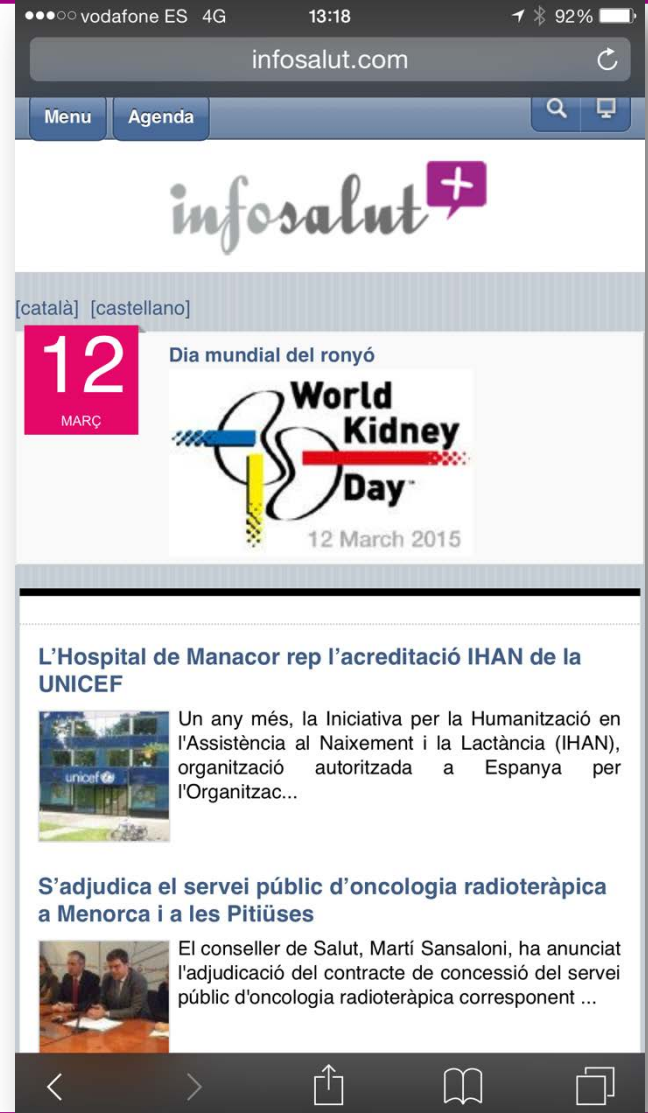 vodafone ES 4G 13:18 92%
infosalut.com
Menu Agenda
infosalut+
[català] [castellano]
12
MARÇ
Dia mundial del ronyó
World
Kidney
Day™
12 March 2015
L’Hospital de Manacor rep l’acreditació IHAN de la
UNICEF
unicef
Un any més, la Iniciativa per la Humanització en
l'Assistència al Naixement i la Lactància (IHAN),
organització autoritzada a Espanya per
l'Organitzac...
S’adjudica el servei públic d’oncologia radioteràpica
a Menorca i a les Pitiüses
El conseller de Salut, Martí Sansaloni, ha anunciat
l'adjudicació del contracte de concessió del servei
públic d'oncologia radioteràpica corresponent ...